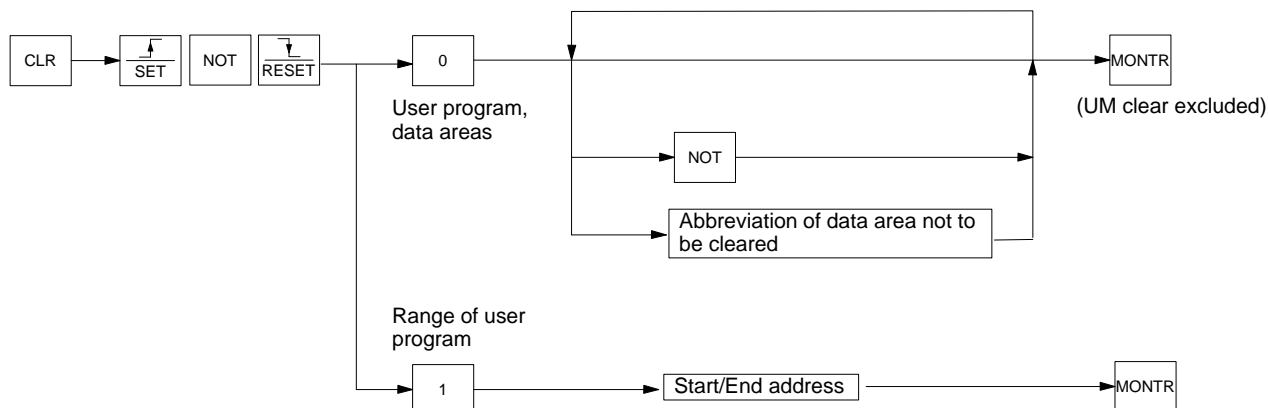 CLR
SET
NOT
RESET
0
MONTR
User program,
data areas
(UM clear excluded)
NOT
Abbreviation of data area not to
be cleared
Range of user
program
1
Start/End address
MONTR